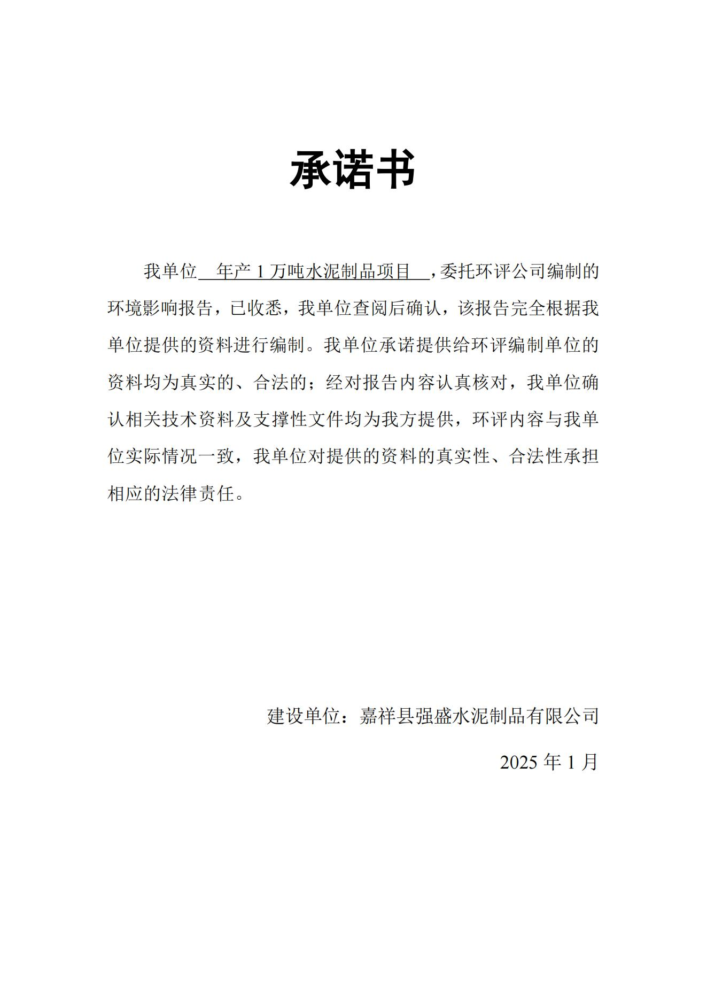 承诺书
我单位 年产 1 万吨水泥制品项目 ，委托环评公司编制的
环境影响报告，已收悉，我单位查阅后确认，该报告完全根据我
单位提供的资料进行编制。我单位承诺提供给环评编制单位的
资料均为真实的、合法的；经对报告内容认真核对，我单位确
认相关技术资料及支撑性文件均为我方提供，环评内容与我单
位实际情况一致，我单位对提供的资料的真实性、合法性承担
相应的法律责任。
建设单位：嘉祥县强盛水泥制品有限公司
2025 年 1 月